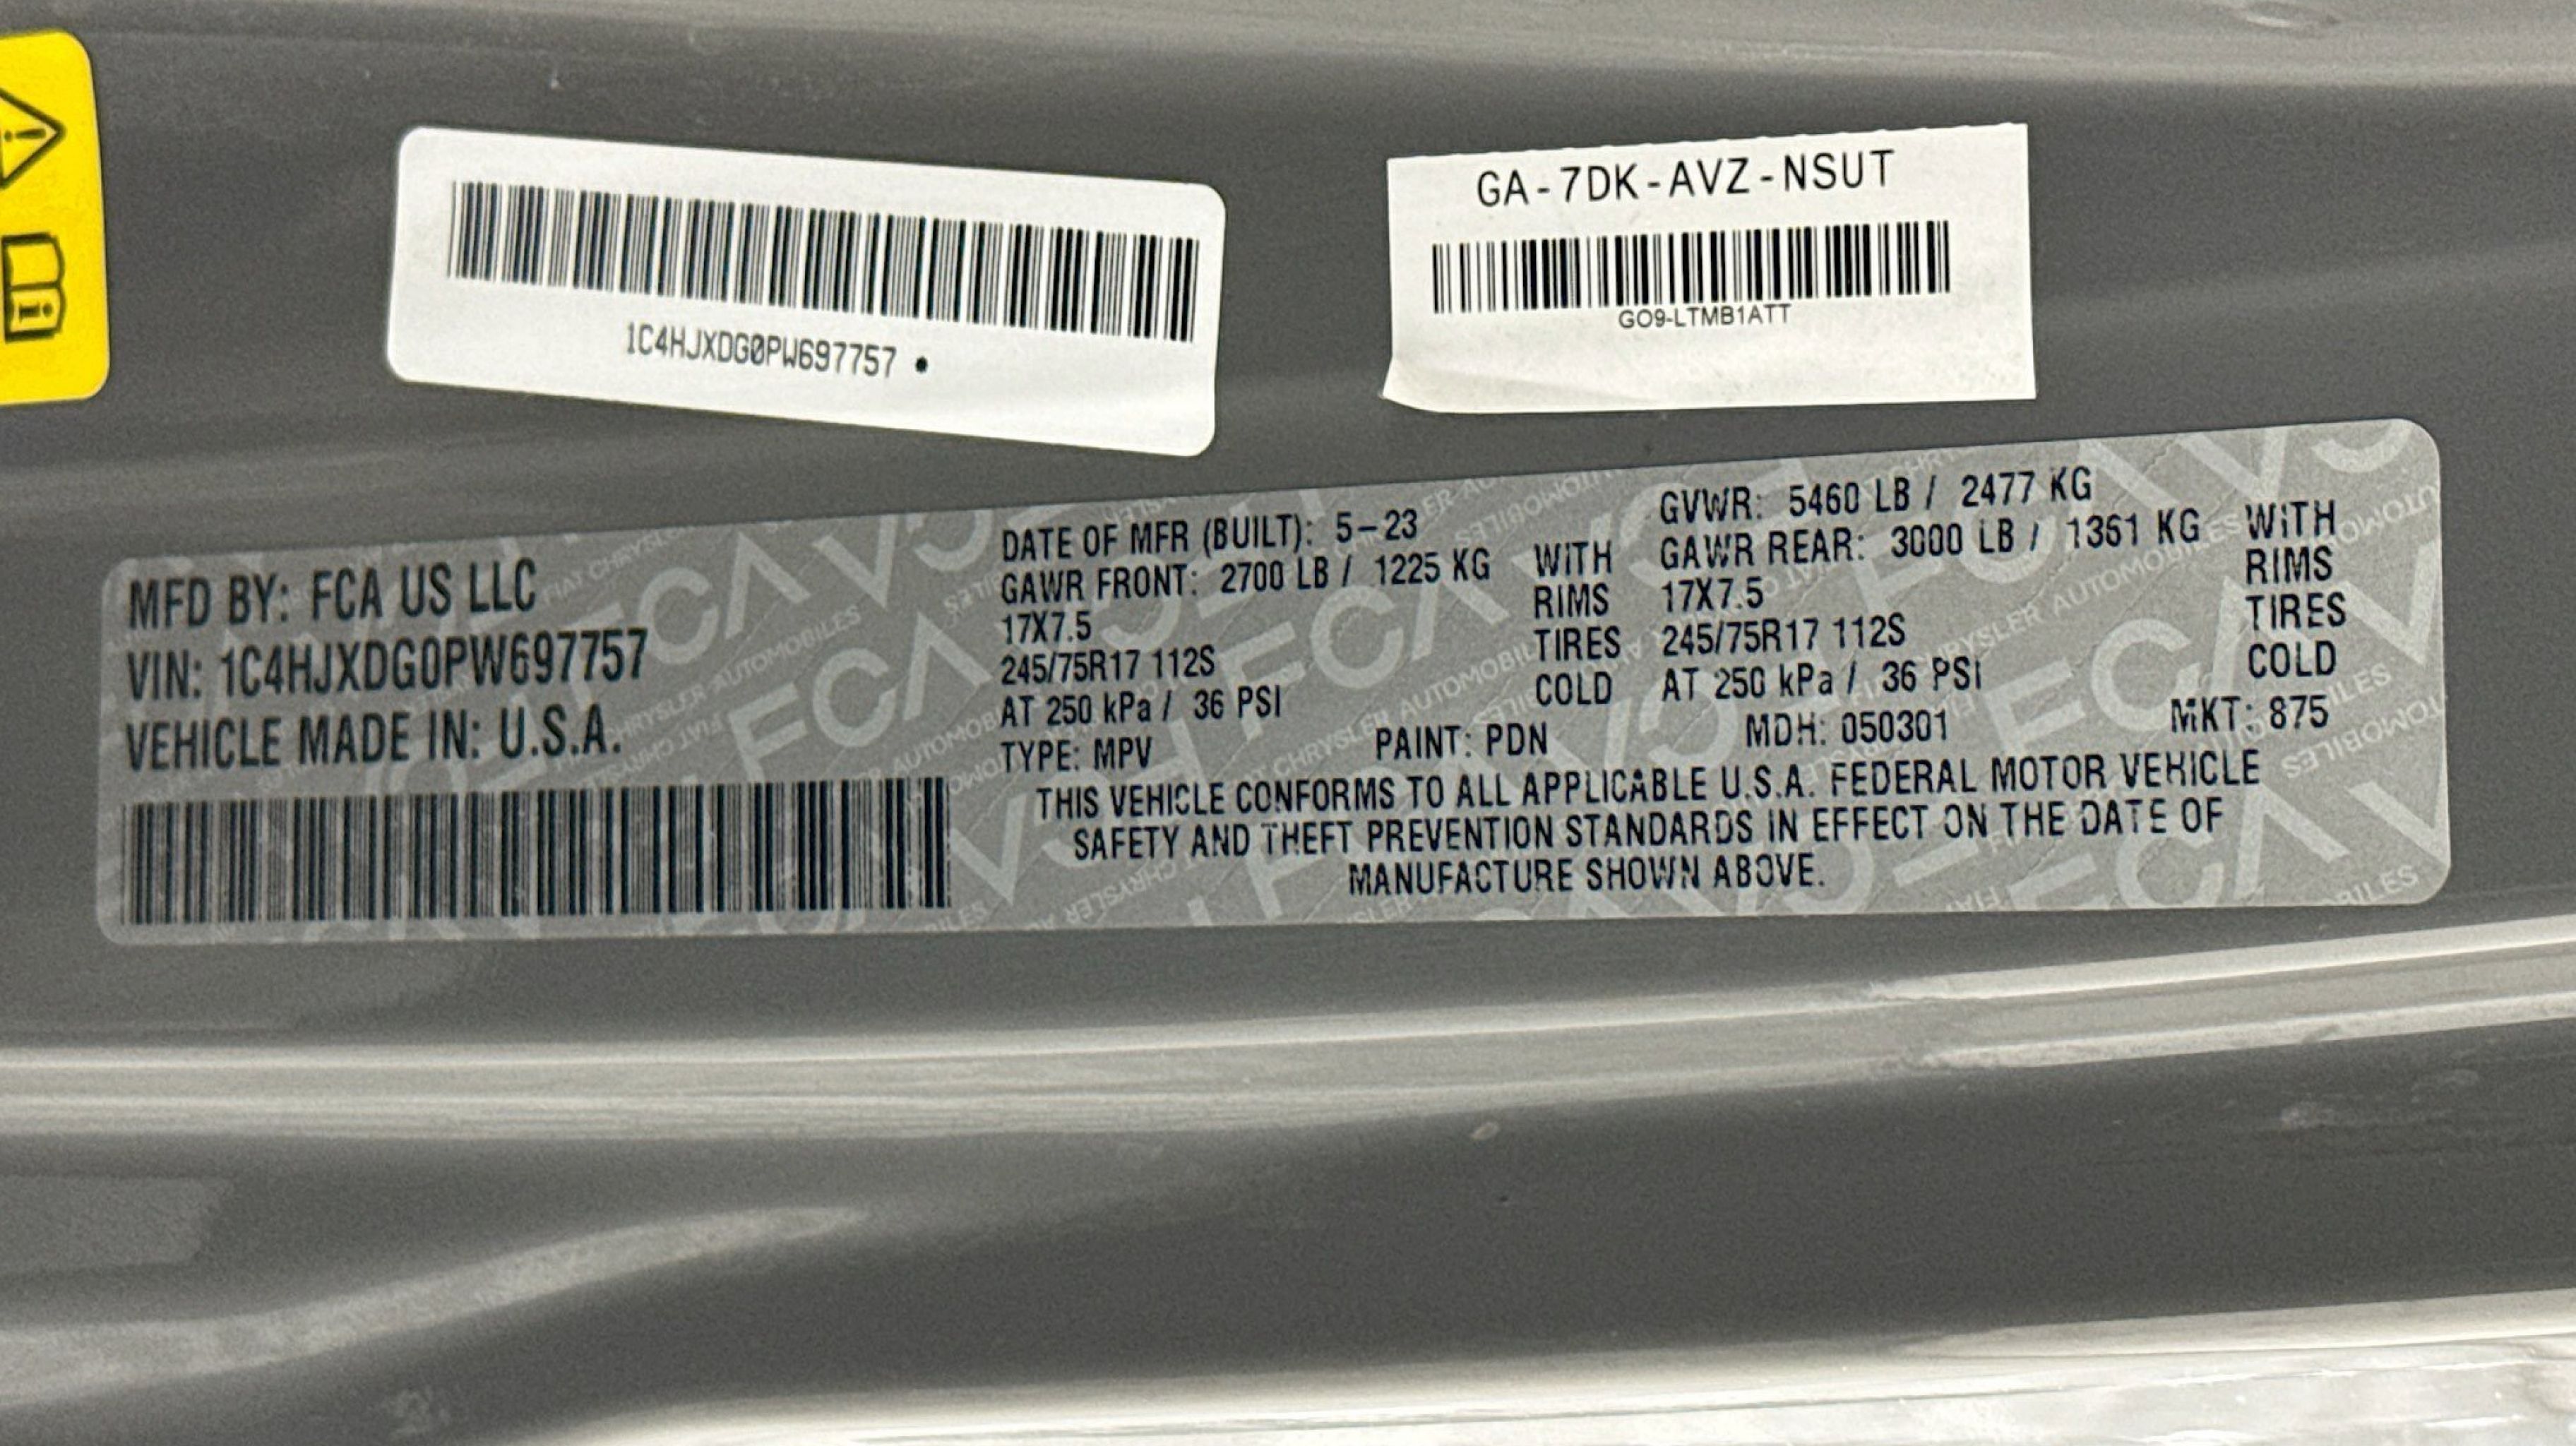 1C4HJXDG0PW697757
GA-7DK-AVZ-NSUT
GO9-LTMB1ATT
MFD BY: FCA US LLC
VIN: 1C4HJXDG0PW697757
VEHICLE MADE IN: U.S.A.
DATE OF MFR (BUILT): 5-23
GAWR FRONT: 2700 LB / 1225 KG WITH
17X7.5 RIMS
245/75R17 112S TIRES
AT 250 kPa / 36 PSI COLD
GVWR: 5460 LB / 2477 KG
GAWR REAR: 3000 LB / 1361 KG WITH
17X7.5 RIMS
245/75R17 112S TIRES
AT 250 kPa / 36 PSI COLD
TYPE: MPV PAINT: PDN MDH: 050301 MKT: 875
THIS VEHICLE CONFORMS TO ALL APPLICABLE U.S.A. FEDERAL MOTOR VEHICLE
SAFETY AND THEFT PREVENTION STANDARDS IN EFFECT ON THE DATE OF
MANUFACTURE SHOWN ABOVE.